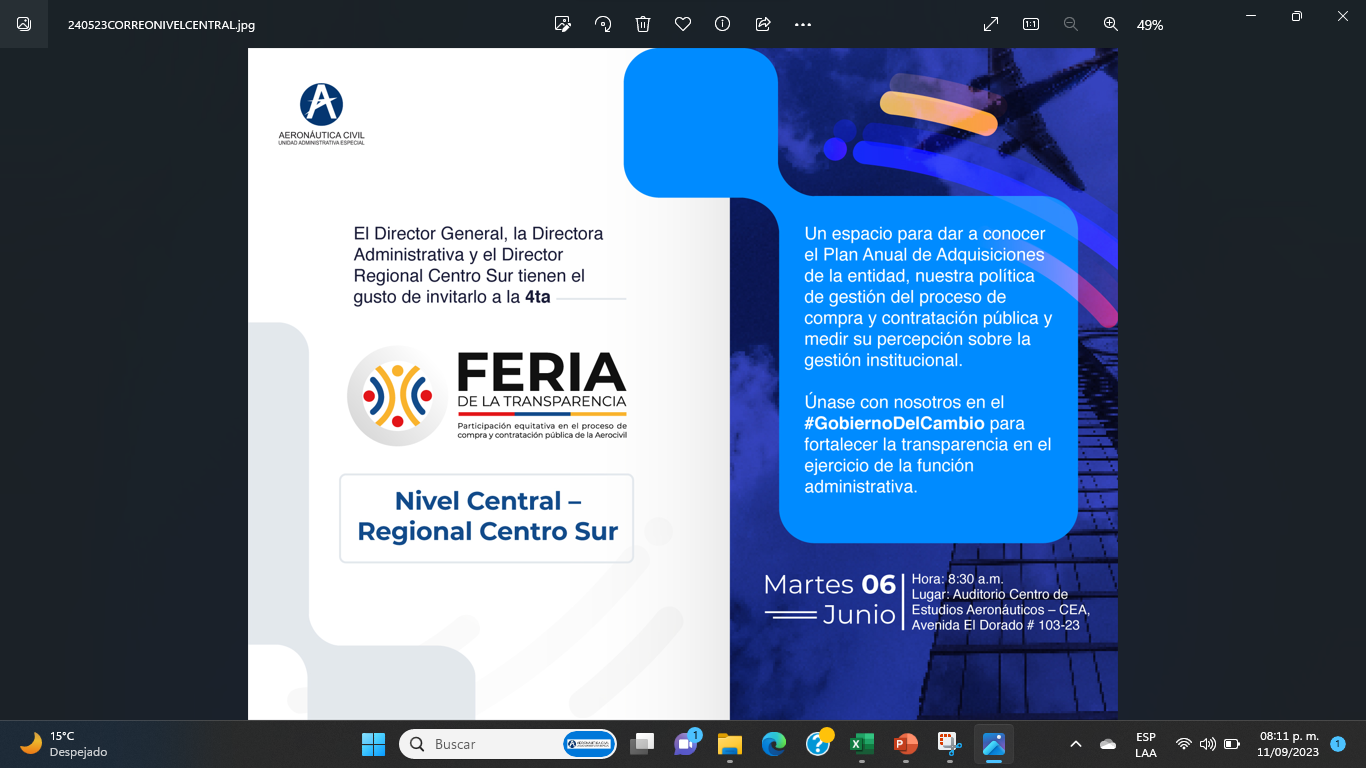 240523CORREONIVELCENTRAL.jpg
49%
AERONÁUTICA CIVIL
UNIDAD ADMINISTRATIVA ESPECIAL
El Director General, la Directora
Administrativa y el Director
Regional Centro Sur tienen el
gusto de invitarlo a la 4ta
FERIA
DE LA TRANSPARENCIA
Participación equitativa en el proceso de
compra y contratación pública de la Aerocivil
Nivel Central –
Regional Centro Sur
Un espacio para dar a conocer
el Plan Anual de Adquisiciones
de la entidad, nuestra política
de gestión del proceso de
compra y contratación pública y
medir su percepción sobre la
gestión institucional.
Únase con nosotros en el
#GobiernoDelCambio para
fortalecer la transparencia en el
ejercicio de la función
administrativa.
Martes 06
Junio
Hora: 8:30 a.m.
Lugar: Auditorio Centro de
Estudios Aeronáuticos – CEA,
Avenida El Dorado # 103-23
15°C
Despejado
Buscar
1
ESP
LAA
08:11 p. m.
11/09/2023
1